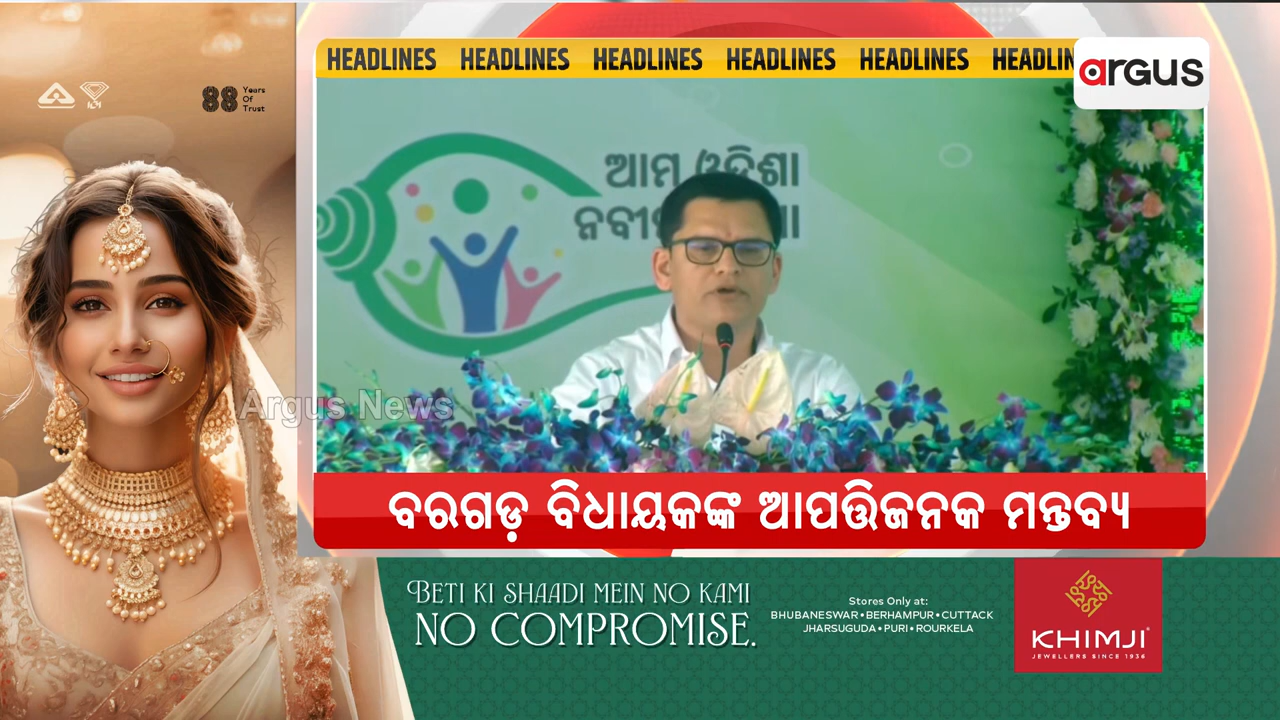 HEADLINES HEADLINES HEADLINES HEADLINES HEADLINES
argus
88 Years
Of
Trust
ଆମ ଓଡିଶା
Argus News
ବରଗଡ଼ ବିଧାୟକଙ୍କ ଆପତ୍ତିଜନକ ମନ୍ତବ୍ୟ
BETI KI SHAADI MEIN NO KAMI
NO COMPROMISE.
Stores Only at:
BHUBANESWAR • BERHAMPUR • CUTTACK
JHARSUGUDA • PURI • ROURKELA
KHIMJI
JEWELLERS SINCE 1936